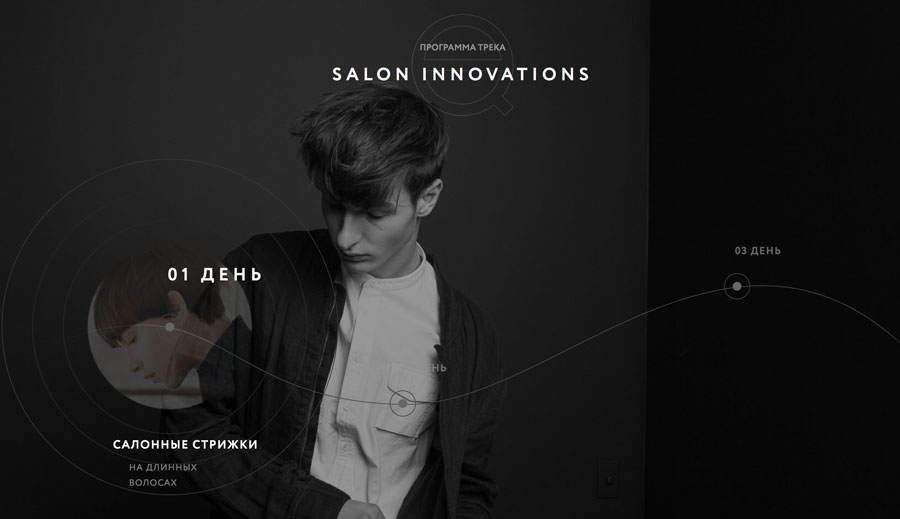 ПРОГРАММА ТРЕКА
SALON INNOVATIONS
01 ДЕНЬ
03 ДЕНЬ
САЛОННЫЕ СТРИЖКИ
НА ДЛИННЫХ
ВОЛОСАХ